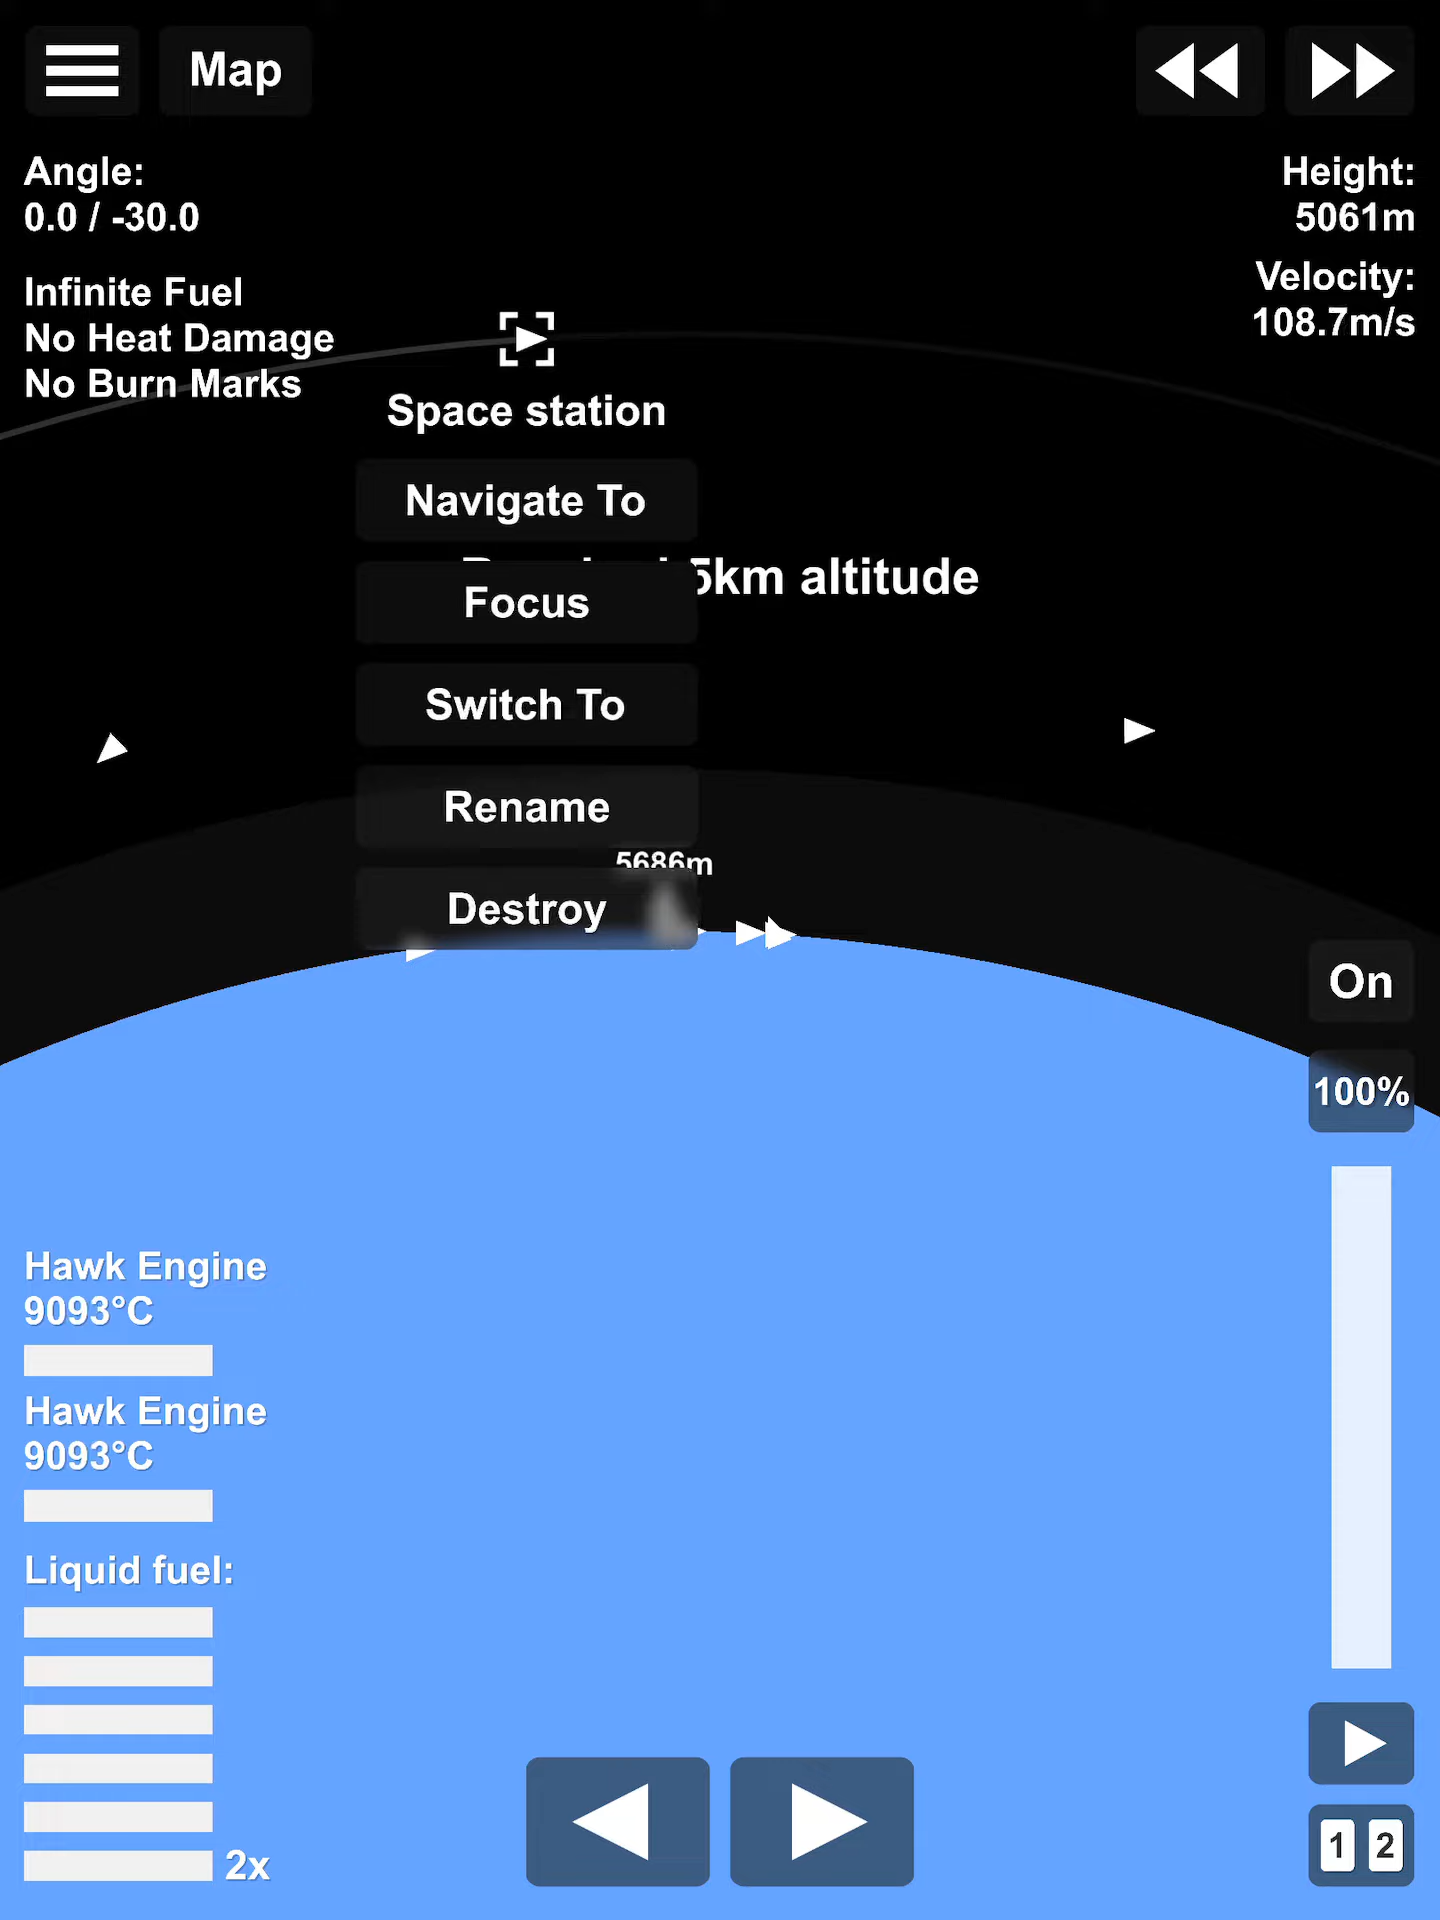 Map
Angle:
0.0 / -30.0
Infinite Fuel
No Heat Damage
No Burn Marks
Height:
5061m
Velocity:
108.7m/s
Space station
Navigate To
5km altitude
Focus
Switch To
Rename
5686m
Destroy
On
100%
Hawk Engine
9093°C
Hawk Engine
9093°C
Liquid fuel:
2x
1 2